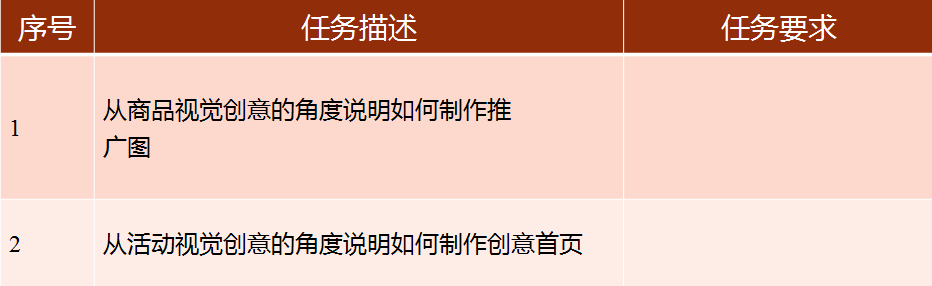 序号 任务描述 任务要求
1 从商品视觉创意的角度说明如何制作推
广图
2 从活动视觉创意的角度说明如何制作创意首页